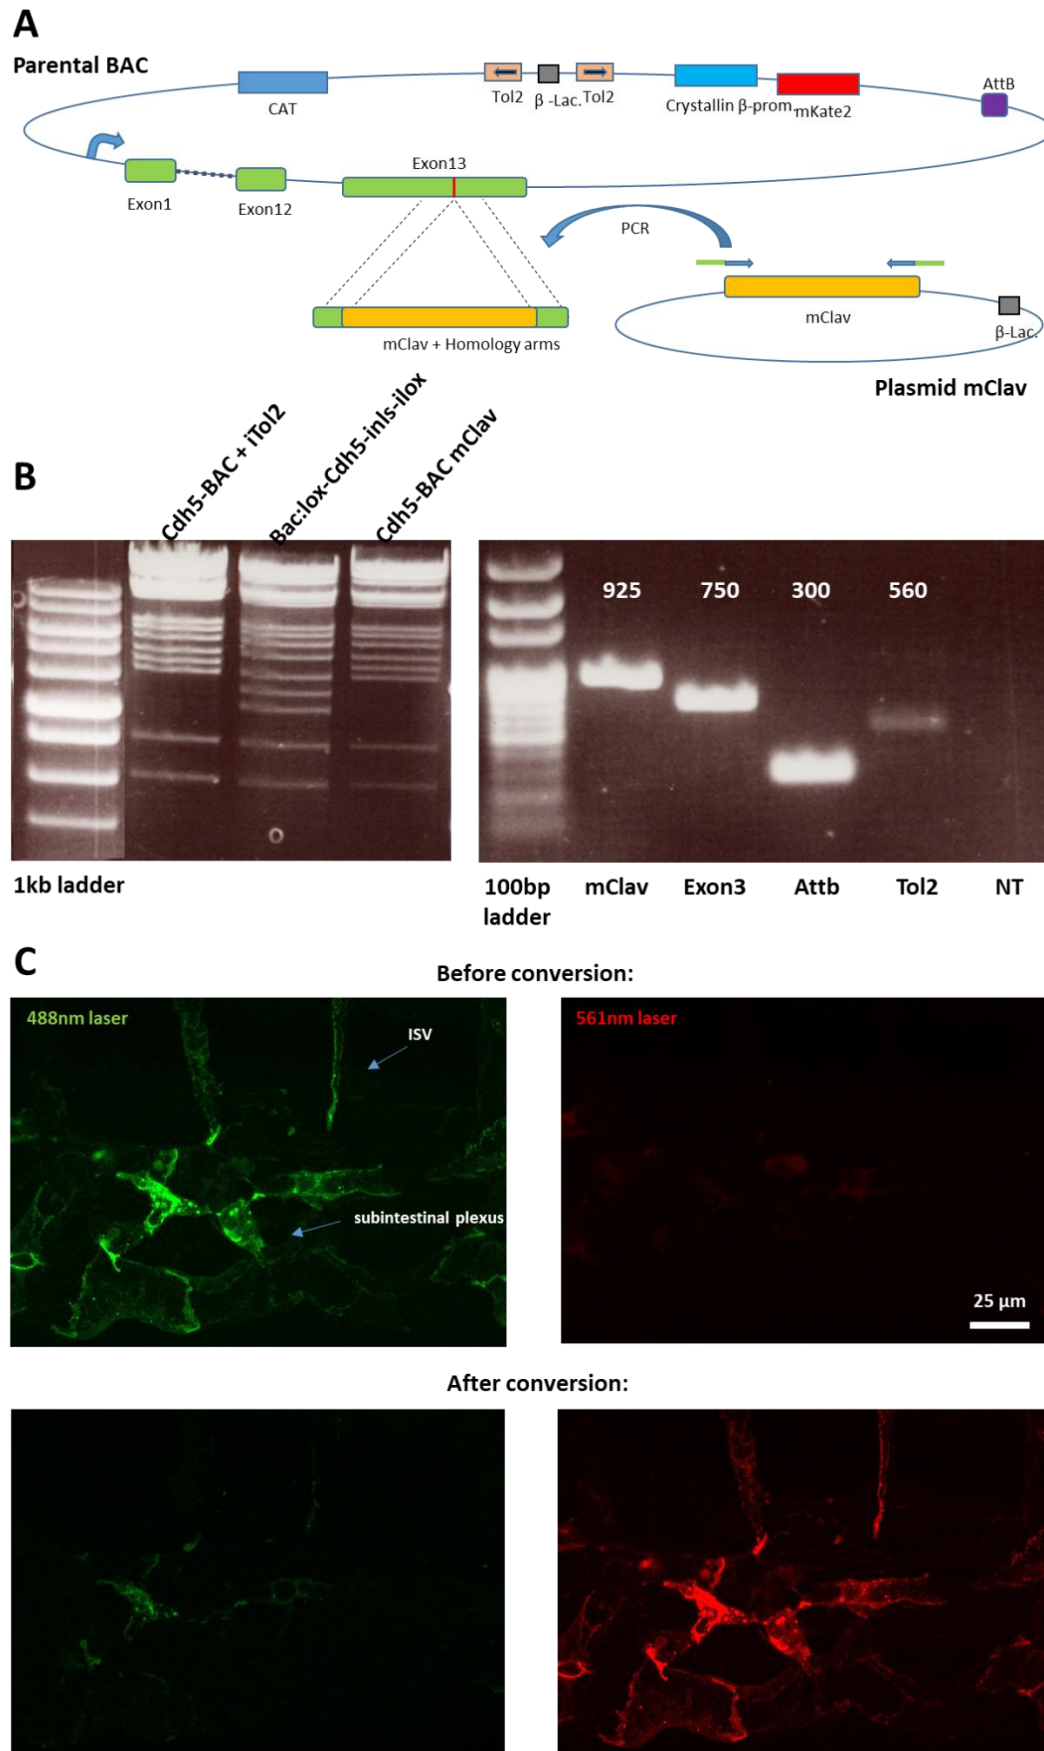 A
Parental BAC
CAT
Tol2
β -Lac.
Tol2
Crystallin β-prom.
mKate2
AttB
Exon1
Exon12
Exon13
PCR
mClav + Homology arms
mClav
β-Lac.
Plasmid mClav
B
Cdh5-BAC + iTol2
Bac:lox-Cdh5-inls-ilox
Cdh5-BAC mClav
925 750 300 560
1kb ladder
100bp ladder
mClav
Exon3
Attb
Tol2
NT
C
Before conversion:
488nm laser
ISV
subintestinal plexus
561nm laser
25 µm
After conversion: